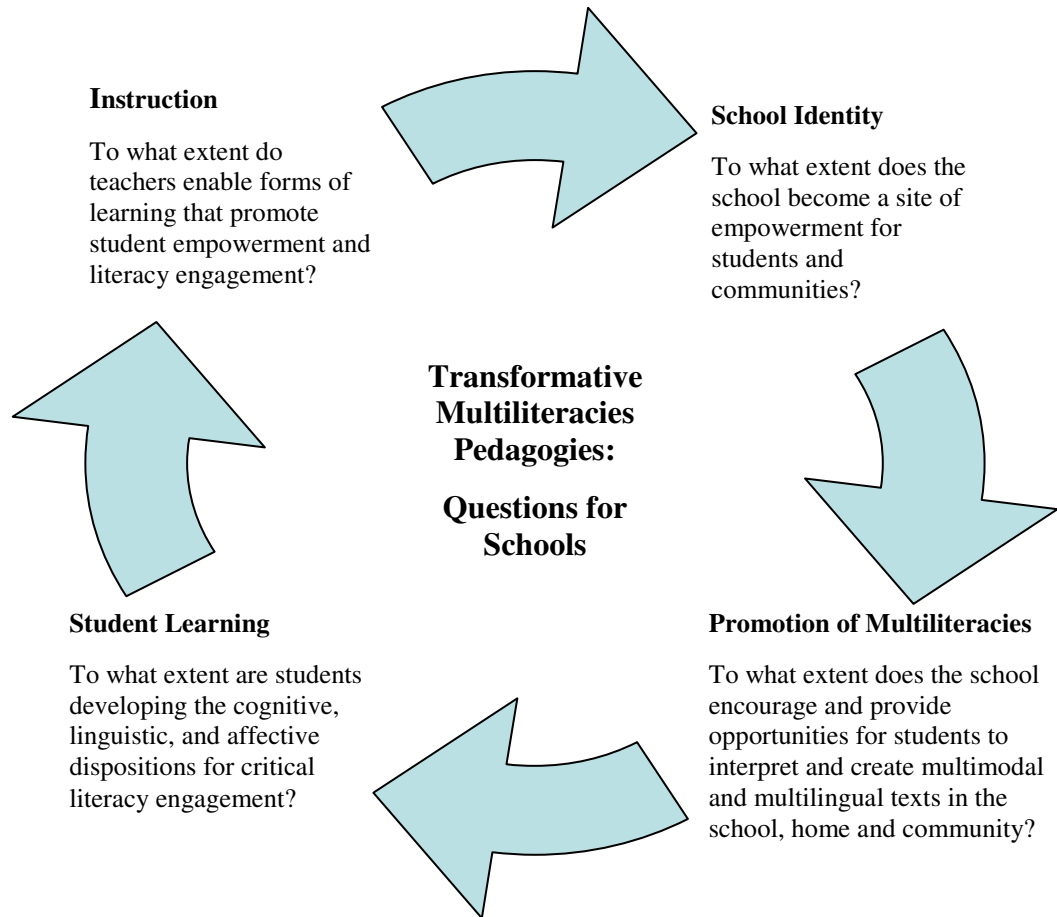 Instruction
To what extent do
teachers enable forms of
learning that promote
student empowerment and
literacy engagement?
School Identity
To what extent does the
school become a site of
empowerment for
students and
communities?
Transformative
Multiliteracies
Pedagogies:
Questions for
Schools
Student Learning
To what extent are students
developing the cognitive,
linguistic, and affective
dispositions for critical
literacy engagement?
Promotion of Multiliteracies
To what extent does the school
encourage and provide
opportunities for students to
interpret and create multimodal
and multilingual texts in the
school, home and community?